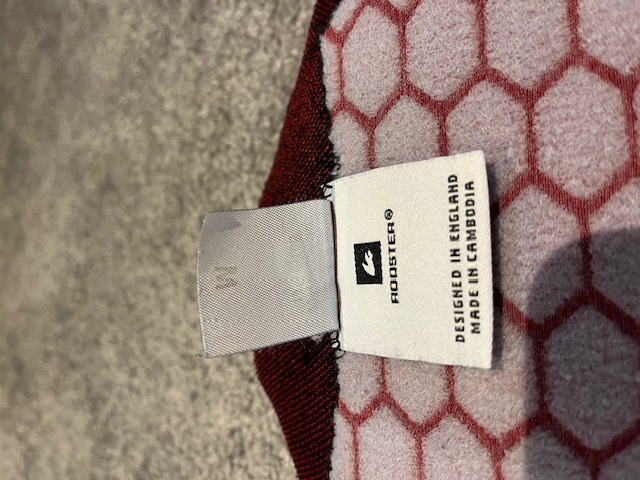 ROOSTER®
DESIGNED IN ENGLAND
MADE IN CAMBODIA